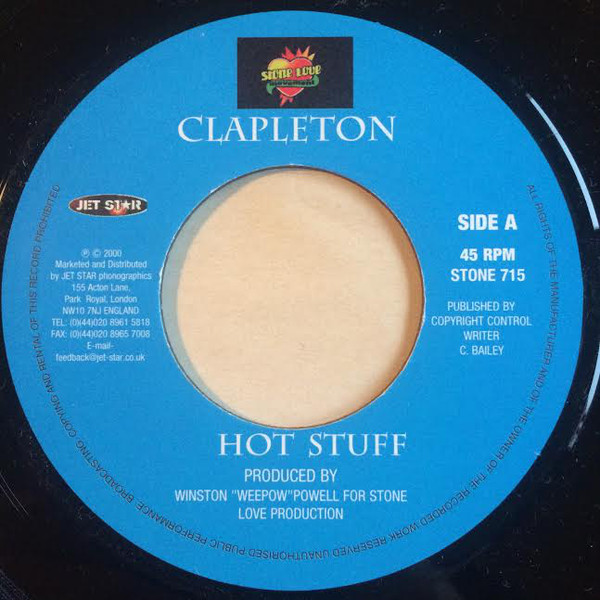 STONE LOVE
CLAPLETON
JET STAR
℗ © 2000
Marketed and Distributed
by JET STAR phonographics
155 Acton Lane,
Park Royal, London
NW10 7NJ ENGLAND
TEL: (0)(44)020 8961 5818
FAX: (0)(44)020 8965 7008
E-mail-
feedback@jet-star.co.uk
SIDE A
45 RPM
STONE 715
PUBLISHED BY
COPYRIGHT CONTROL
WRITER
C. BAILEY
HOT STUFF
PRODUCED BY
WINSTON "WEEPOW"POWELL FOR STONE
LOVE PRODUCTION
ALL RIGHTS OF THE MANUFACTURER AND OF THE OWNER OF THE RECORDED WORK RESERVED UNAUTHORISED PUBLIC PERFORMANCE, BROADCASTING, COPYING AND RENTAL OF THIS RECORD PROHIBITED